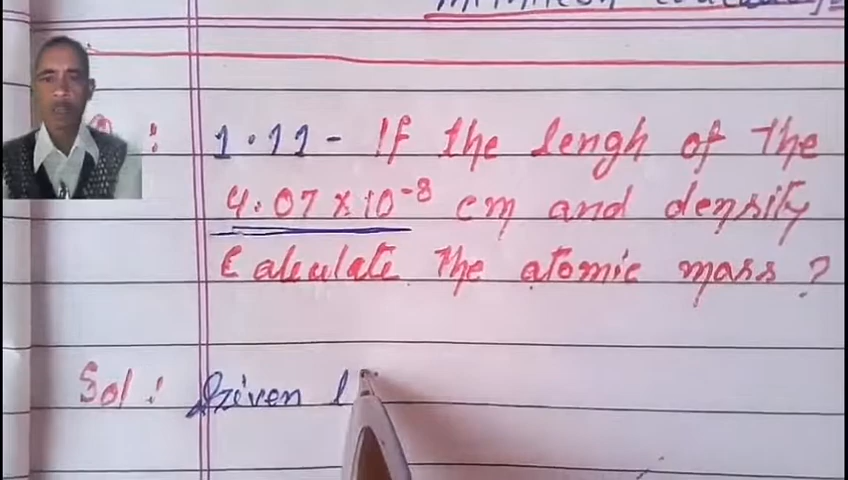 1.11- If the lengh of the
4.07×10⁻⁸ cm and density
Calculate the atomic mass ?
Sol: Given l